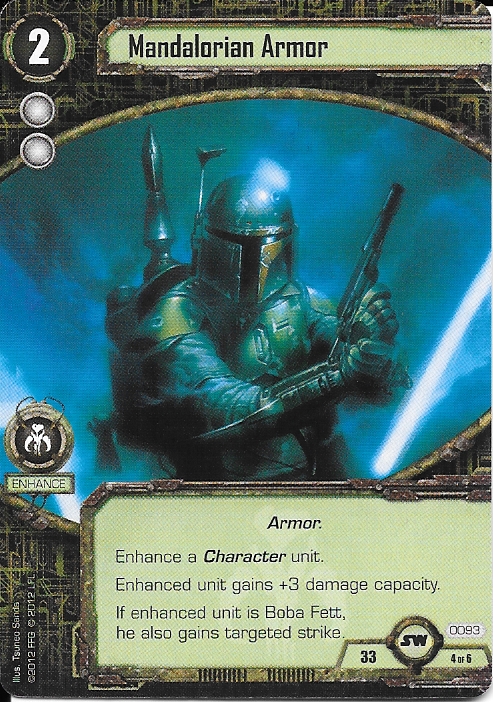 2
Mandalorian Armor
ENHANCE
Armor.
Enhance a Character unit.
Enhanced unit gains +3 damage capacity.
If enhanced unit is Boba Fett,
he also gains targeted strike.
33
SW
0093
4 OF 6
Illus. Tsuneo Sanda
©2012 FFG © 2012 LFL